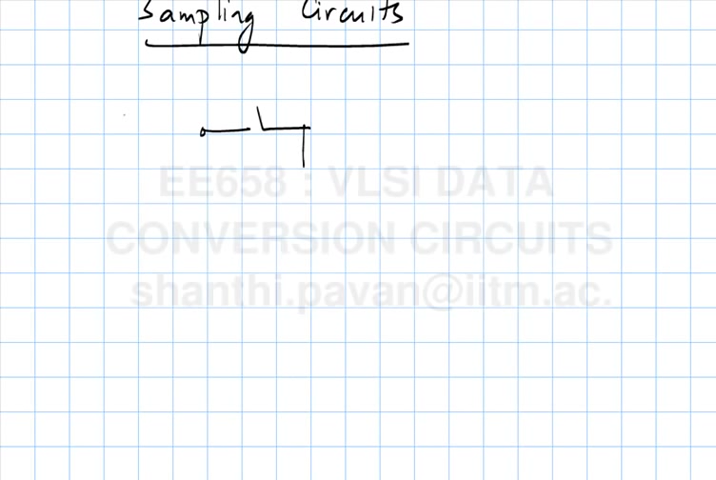 Sampling Circuits
EE658 : VLSI DATA
CONVERSION CIRCUITS
shanthi.pavan@iitm.ac.